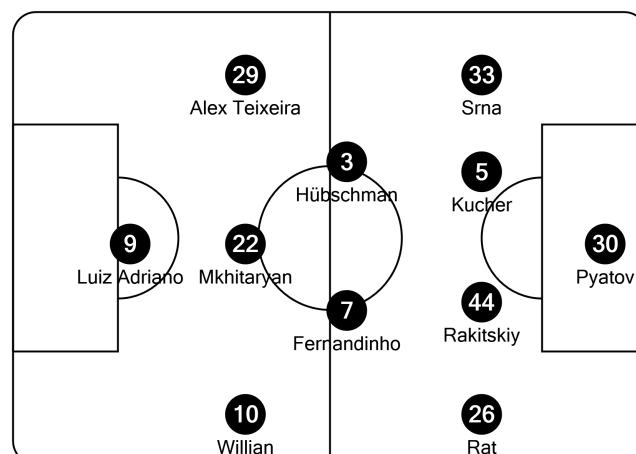 29
Alex Teixeira
33
Srna
3
Hübschman
5
Kucher
9
Luiz Adriano
22
Mkhitaryan
30
Pyatov
7
Fernandinho
44
Rakitskiy
10
Willian
26
Rat